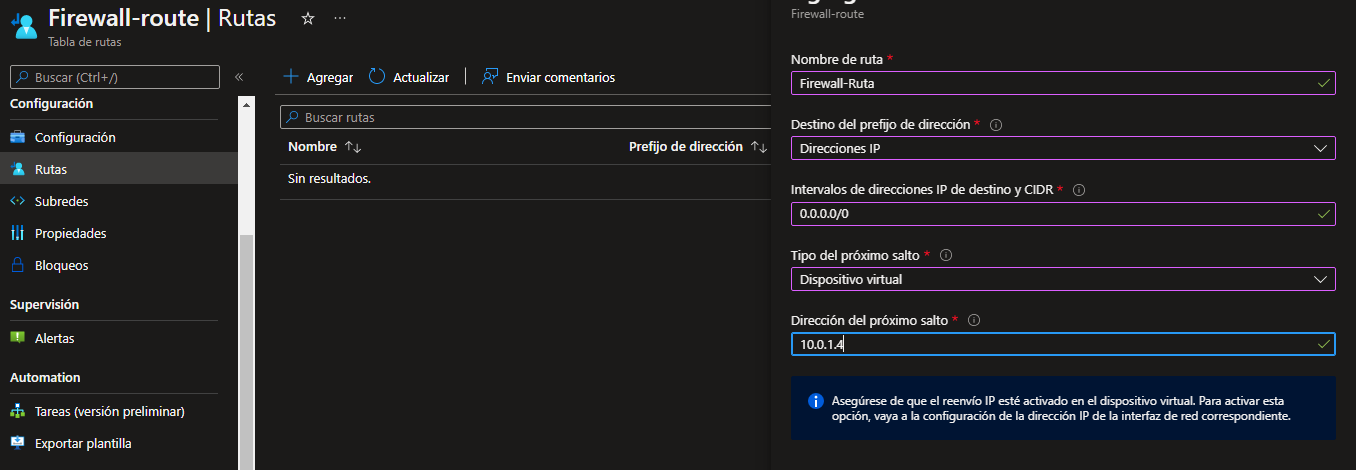 Firewall-route | Rutas
Tabla de rutas
Buscar (Ctrl+/)
Configuración
Configuración
Rutas
Subredes
Propiedades
Bloqueos
Supervisión
Alertas
Automation
Tareas (versión preliminar)
Exportar plantilla
Agregar
Actualizar
Enviar comentarios
Buscar rutas
Nombre
Prefijo de dirección
Sin resultados.
Firewall-route
Nombre de ruta *
Firewall-Ruta
Destino del prefijo de dirección *
Direcciones IP
Intervalos de direcciones IP de destino y CIDR *
0.0.0.0/0
Tipo del próximo salto *
Dispositivo virtual
Dirección del próximo salto *
10.0.1.4
Asegúrese de que el reenvío IP esté activado en el dispositivo virtual. Para activar esta
opción, vaya a la configuración de la dirección IP de la interfaz de red correspondiente.